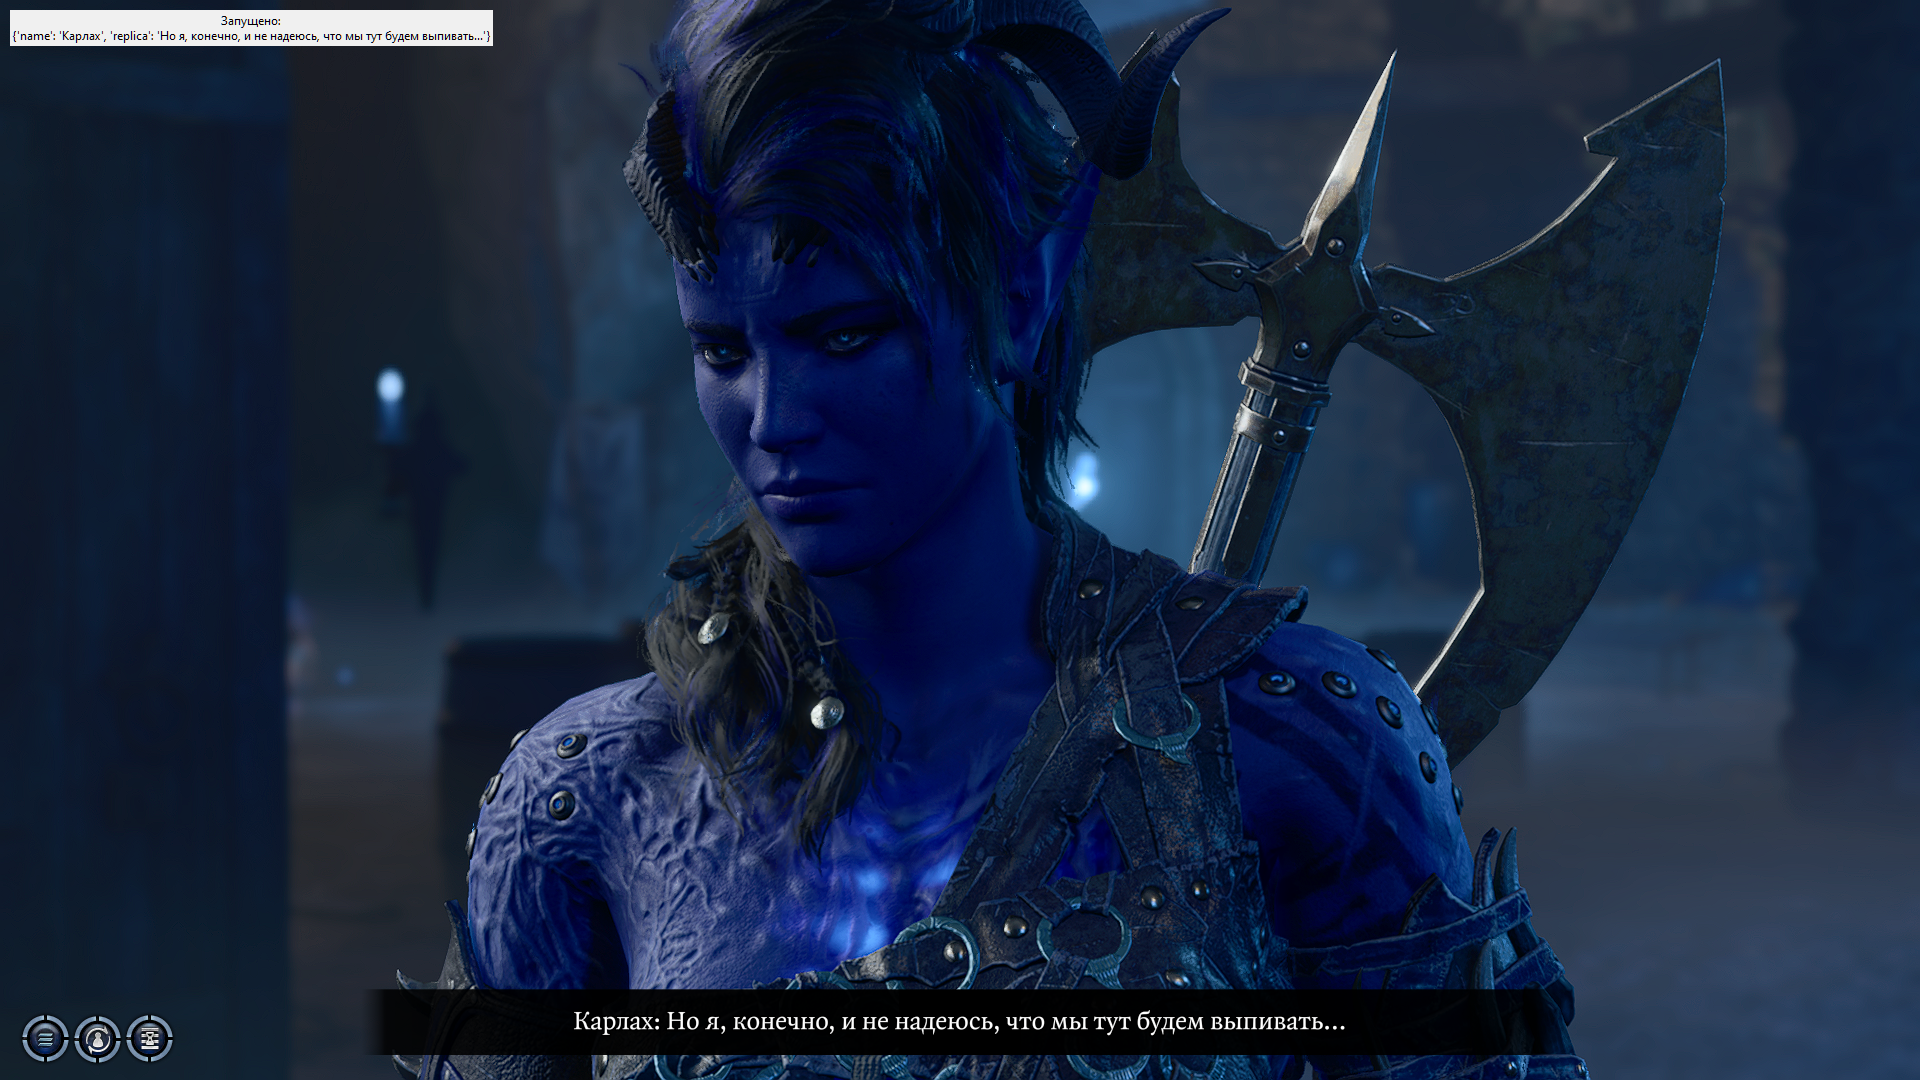 Запущено:
{'name': 'Карлах', 'replica': 'Но я, конечно, и не надеюсь, что мы тут будем выпивать...'}
Карлах: Но я, конечно, и не надеюсь, что мы тут будем выпивать...